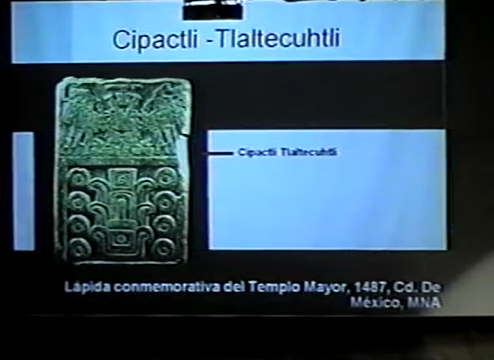 Cipactli -Tlaltecuhtli
Cipactli Tlaltecuhtli
Lápida conmemorativa del Templo Mayor, 1487, Cd. De
México, MNA